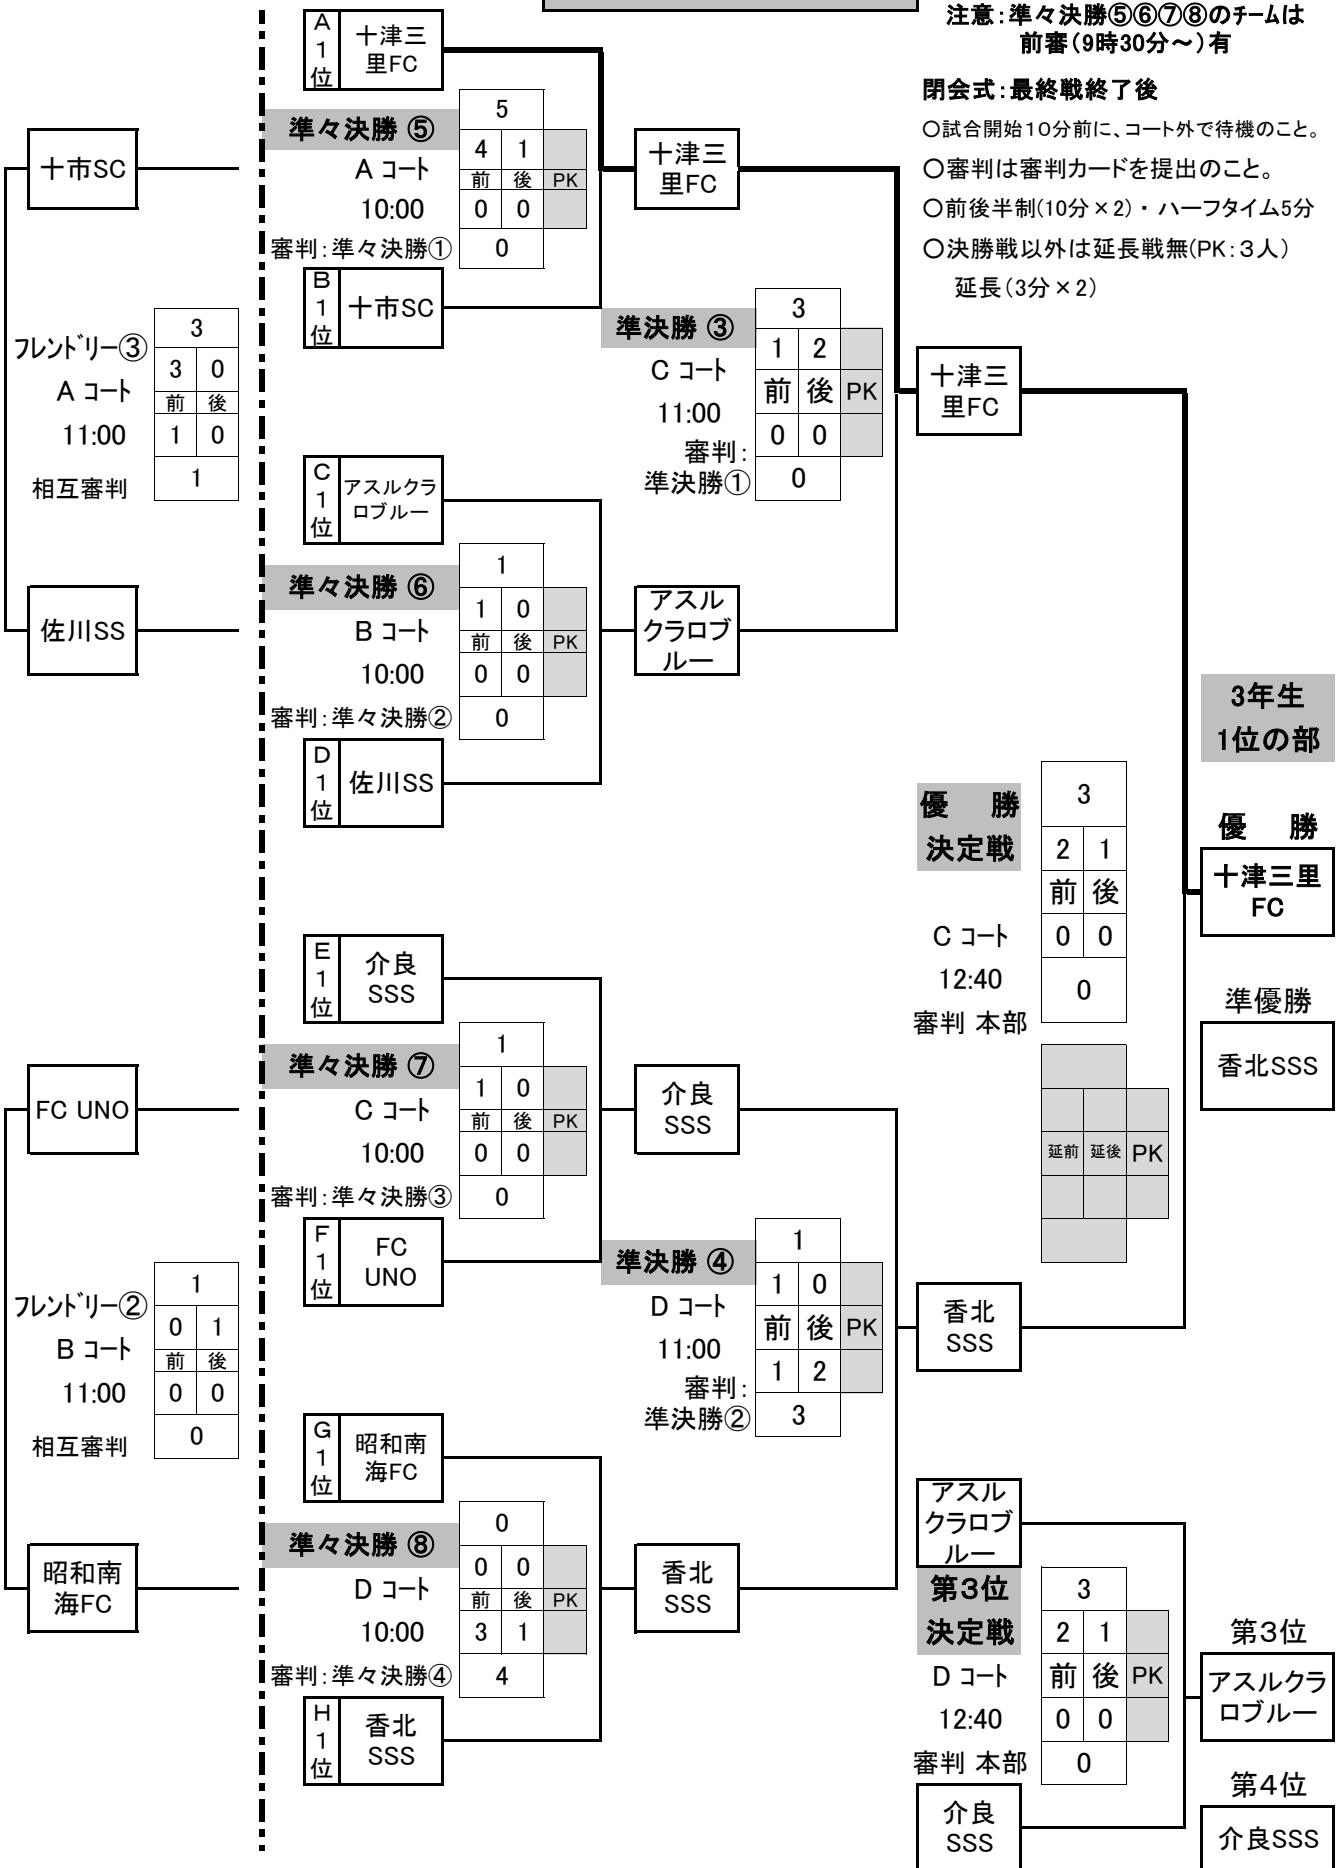 注意：準々決勝⑤⑥⑦⑧のチームは
前審（9時30分～）有
閉会式：最終戦終了後
〇試合開始１０分前に、コート外で待機のこと。
〇審判は審判カードを提出のこと。
〇前後半制(10分×2)・ハーフタイム5分
〇決勝戦以外は延長戦無(PK：３人）
延長（3分×2）
十市SC
フレンドリー③
A コート
11:00
相互審判
3
3 0
前 後
1 0
1
佐川SS
FC UNO
フレンドリー②
B コート
11:00
相互審判
1
0 1
前 後
0 0
0
昭和南
海FC
A
1
位
十津三
里FC
準々決勝 ⑤
A コート
10:00
審判：準々決勝①
5
4 1
前 後 PK
0 0
0
B
1
位
十市SC
C
1
位
アスルクラ
ロブルー
準々決勝 ⑥
B コート
10:00
審判：準々決勝②
1
1 0
前 後 PK
0 0
0
D
1
位
佐川SS
E
1
位
介良
SSS
準々決勝 ⑦
C コート
10:00
審判：準々決勝③
1
1 0
前 後 PK
0 0
0
F
1
位
FC
UNO
G
1
位
昭和南
海FC
準々決勝 ⑧
D コート
10:00
審判：準々決勝④
0
0 0
前 後 PK
3 1
4
H
1
位
香北
SSS
十津三
里FC
準決勝 ③
C コート
11:00
審判：
準決勝①
3
1 2
前 後 PK
0 0
0
アスル
クラロブ
ルー
介良
SSS
準決勝 ④
D コート
11:00
審判：
準決勝②
1
1 0
前 後 PK
1 2
3
香北
SSS
十津三
里FC
優　勝
決定戦
C コート
12:40
審判 本部
3
2 1
前 後
0 0
0
延前 延後 PK
香北
SSS
アスル
クラロブ
ルー
第３位
決定戦
D コート
12:40
審判 本部
3
2 1
前 後 PK
0 0
0
介良
SSS
3年生
1位の部
優　勝
十津三里
FC
準優勝
香北SSS
第３位
アスルクラ
ロブルー
第４位
介良SSS